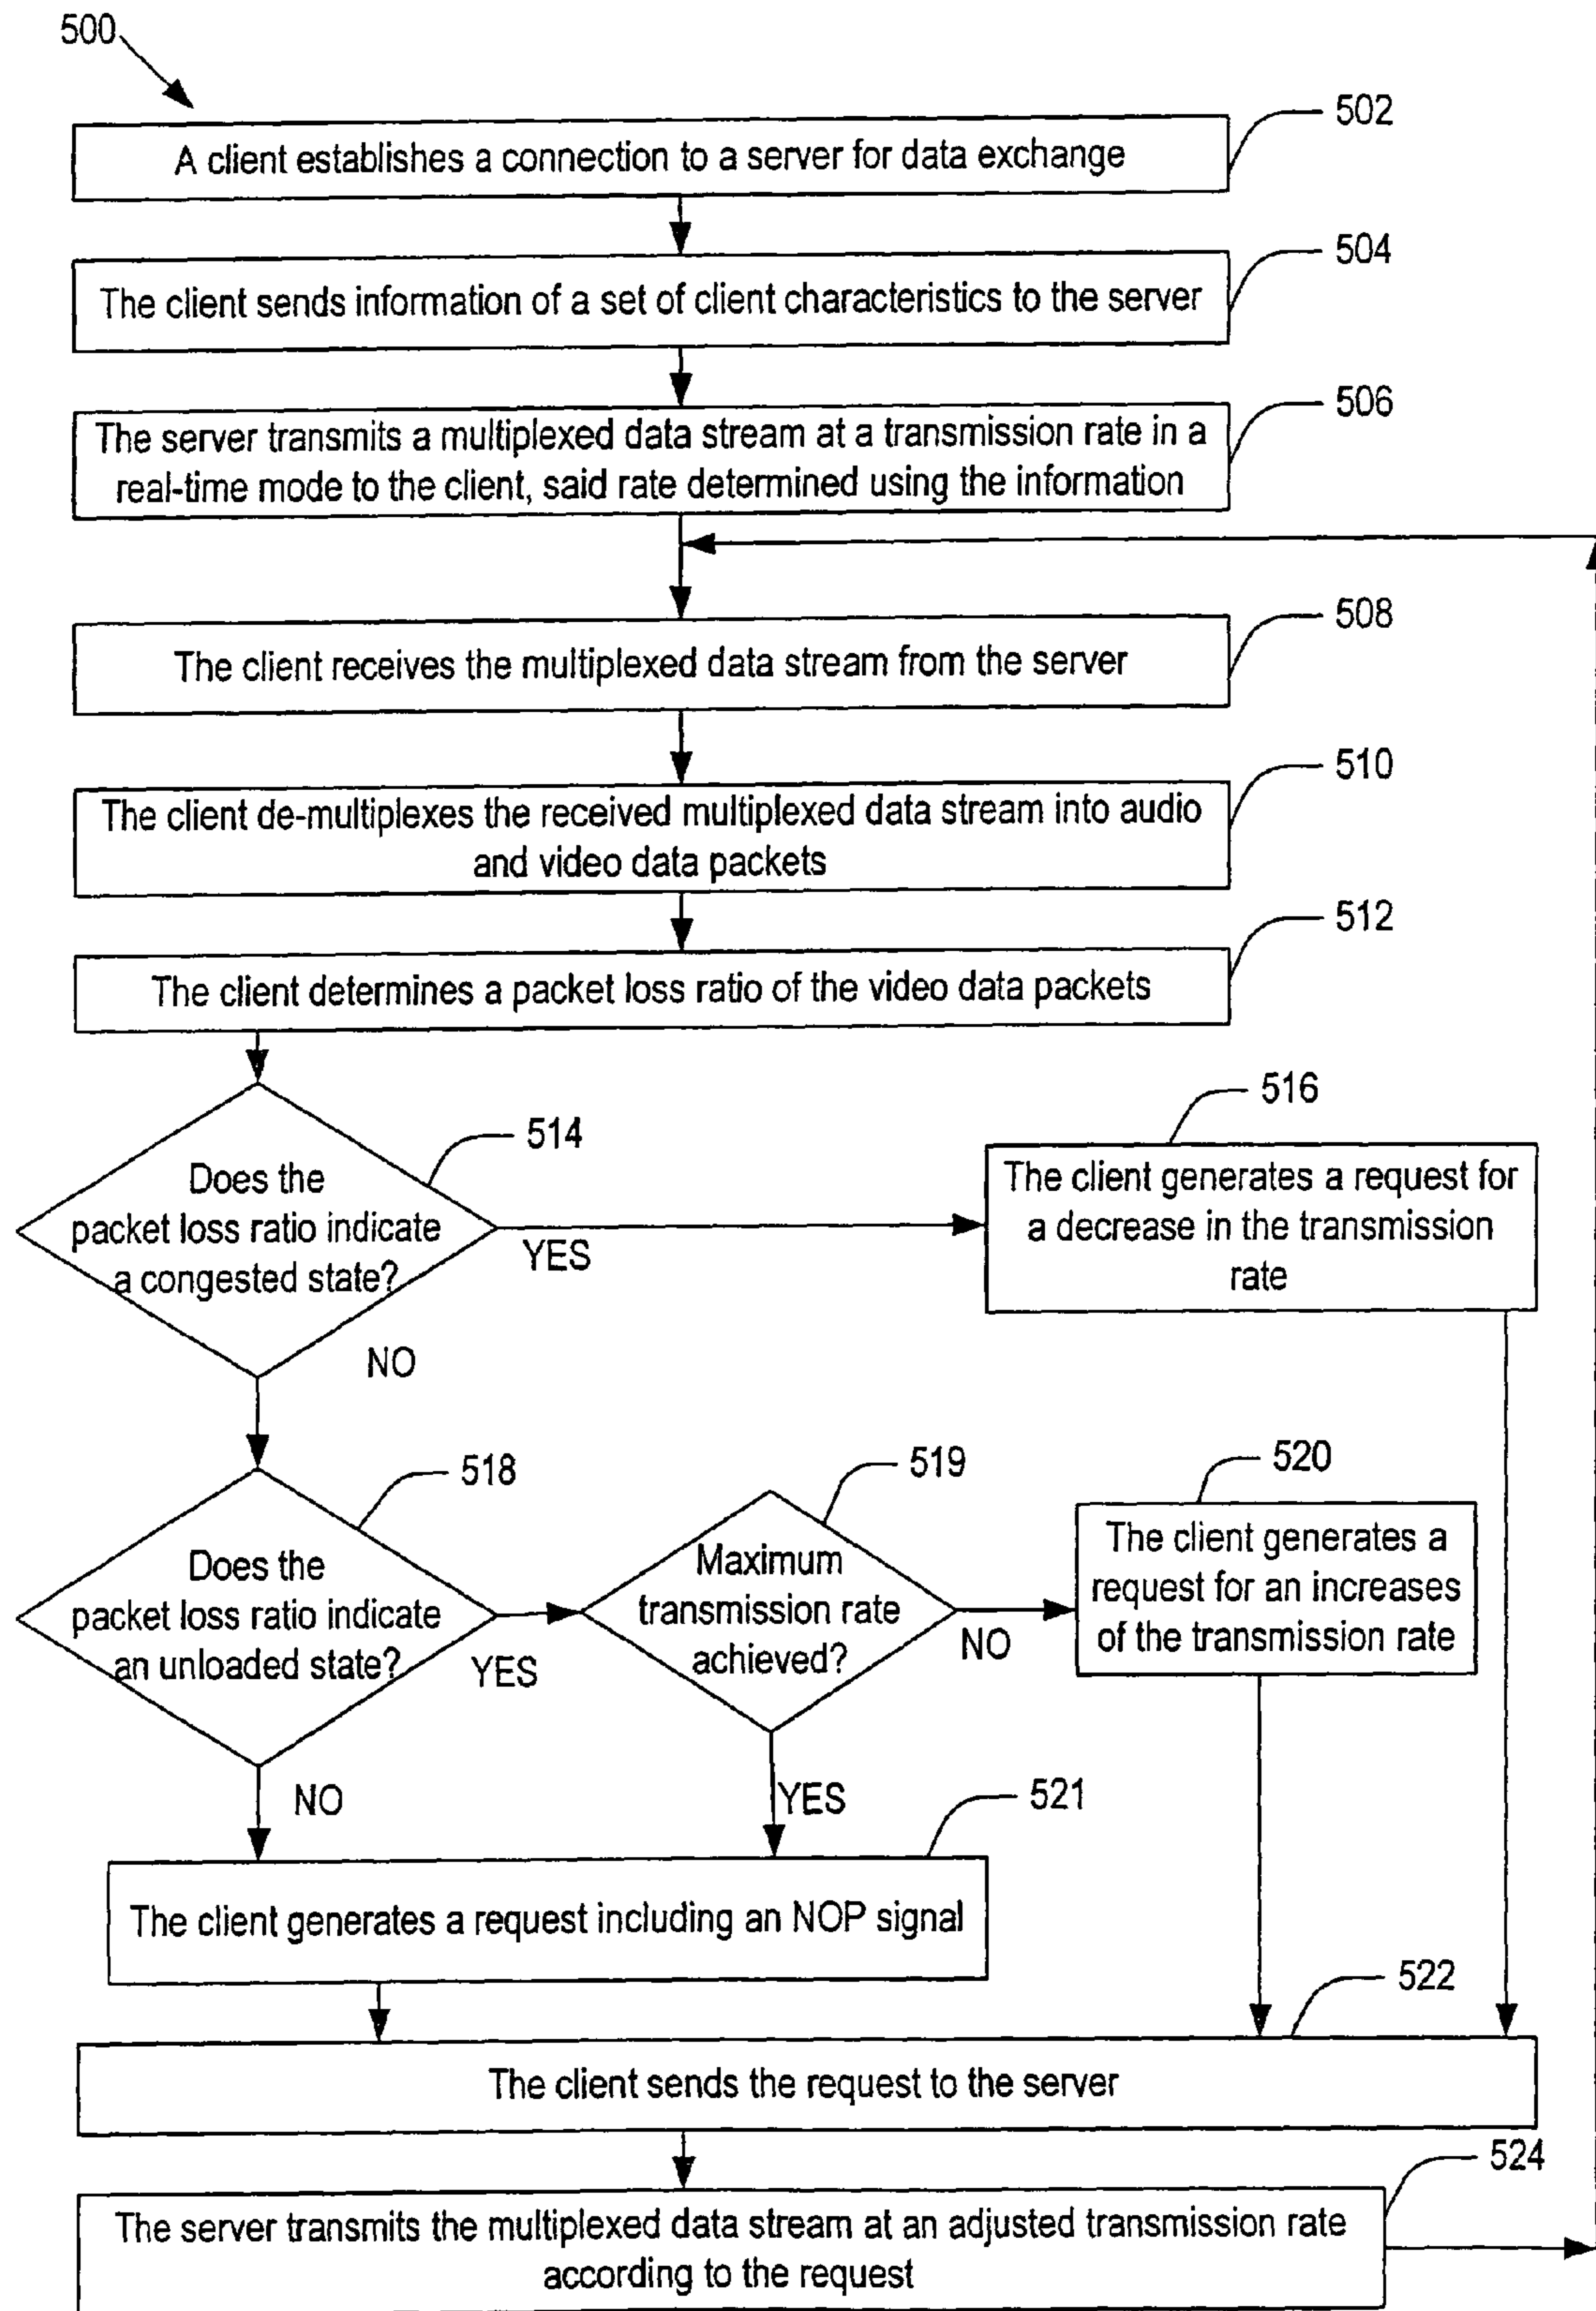 500
502
A client establishes a connection to a server for data exchange
504
The client sends information of a set of client characteristics to the server
506
The server transmits a multiplexed data stream at a transmission rate in a
real-time mode to the client, said rate determined using the information
508
The client receives the multiplexed data stream from the server
510
The client de-multiplexes the received multiplexed data stream into audio
and video data packets
512
The client determines a packet loss ratio of the video data packets
514
Does the
packet loss ratio indicate
a congested state?
YES
NO
516
The client generates a request for
a decrease in the transmission
rate
518
Does the
packet loss ratio indicate
an unloaded state?
YES
NO
519
Maximum
transmission rate
achieved?
NO
YES
520
The client generates a
request for an increases
of the transmission rate
521
The client generates a request including an NOP signal
522
The client sends the request to the server
524
The server transmits the multiplexed data stream at an adjusted transmission rate
according to the request